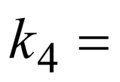 k₄ =